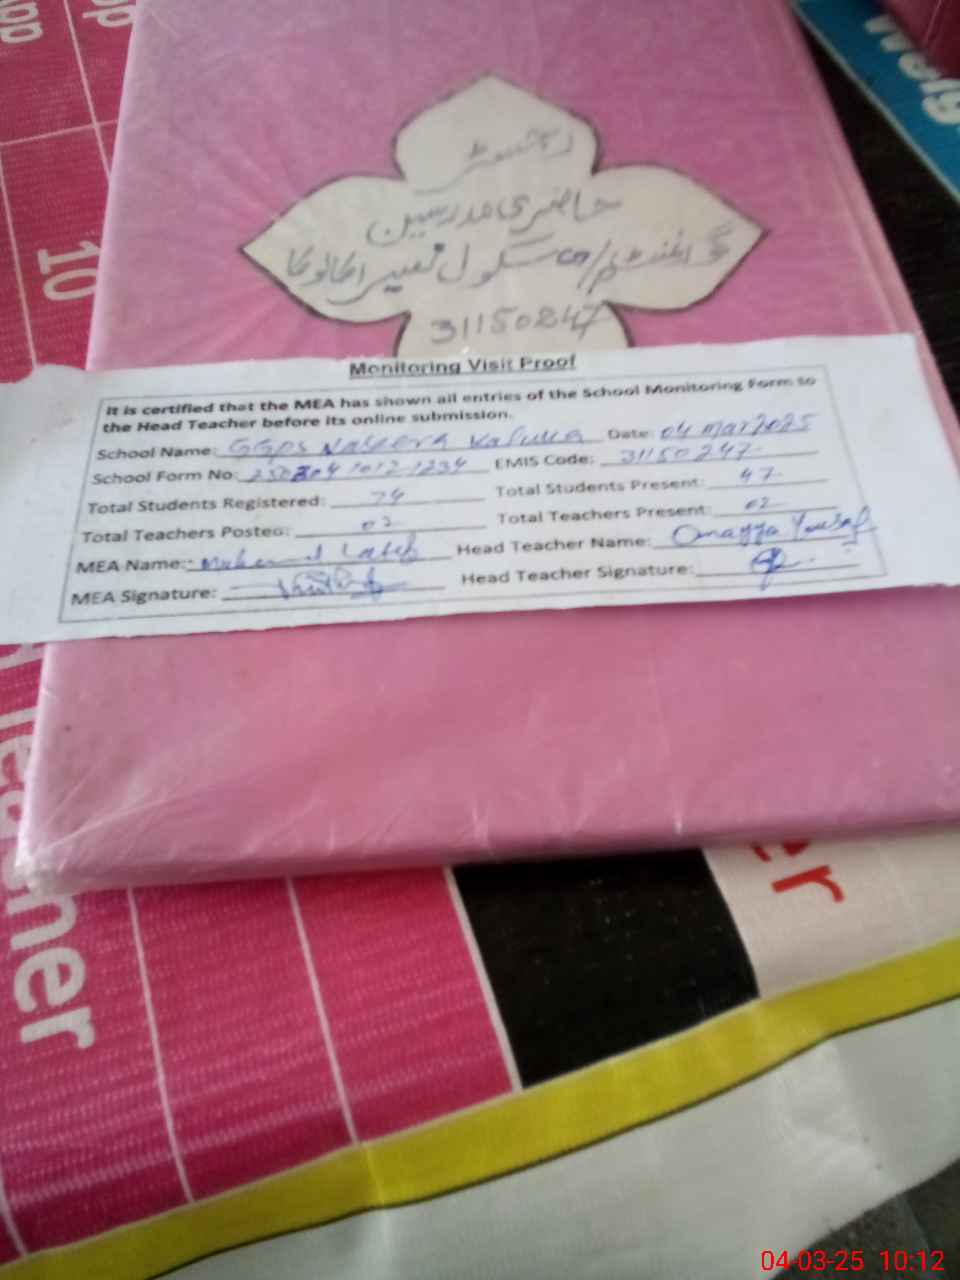 رجسٹر
حاضری مدرسین
گورنمنٹ گرلز پرائمری سکول نصیرا کالوکا
31150247
Monitoring Visit Proof
It is certified that the MEA has shown all entries of the School Monitoring Form to
the Head Teacher before its online submission.
School Name: GGPS Naseera Kaluka Date: 04 Mar 2025
School Form No: EMIS Code: 31150247
Total Students Registered: 74 Total Students Present: 47
Total Teachers Posted: 02 Total Teachers Present: 02
MEA Name: Lateef Head Teacher Name: Omayya Yousaf
MEA Signature: Head Teacher Signature:
10
er
04-03-25 10:12